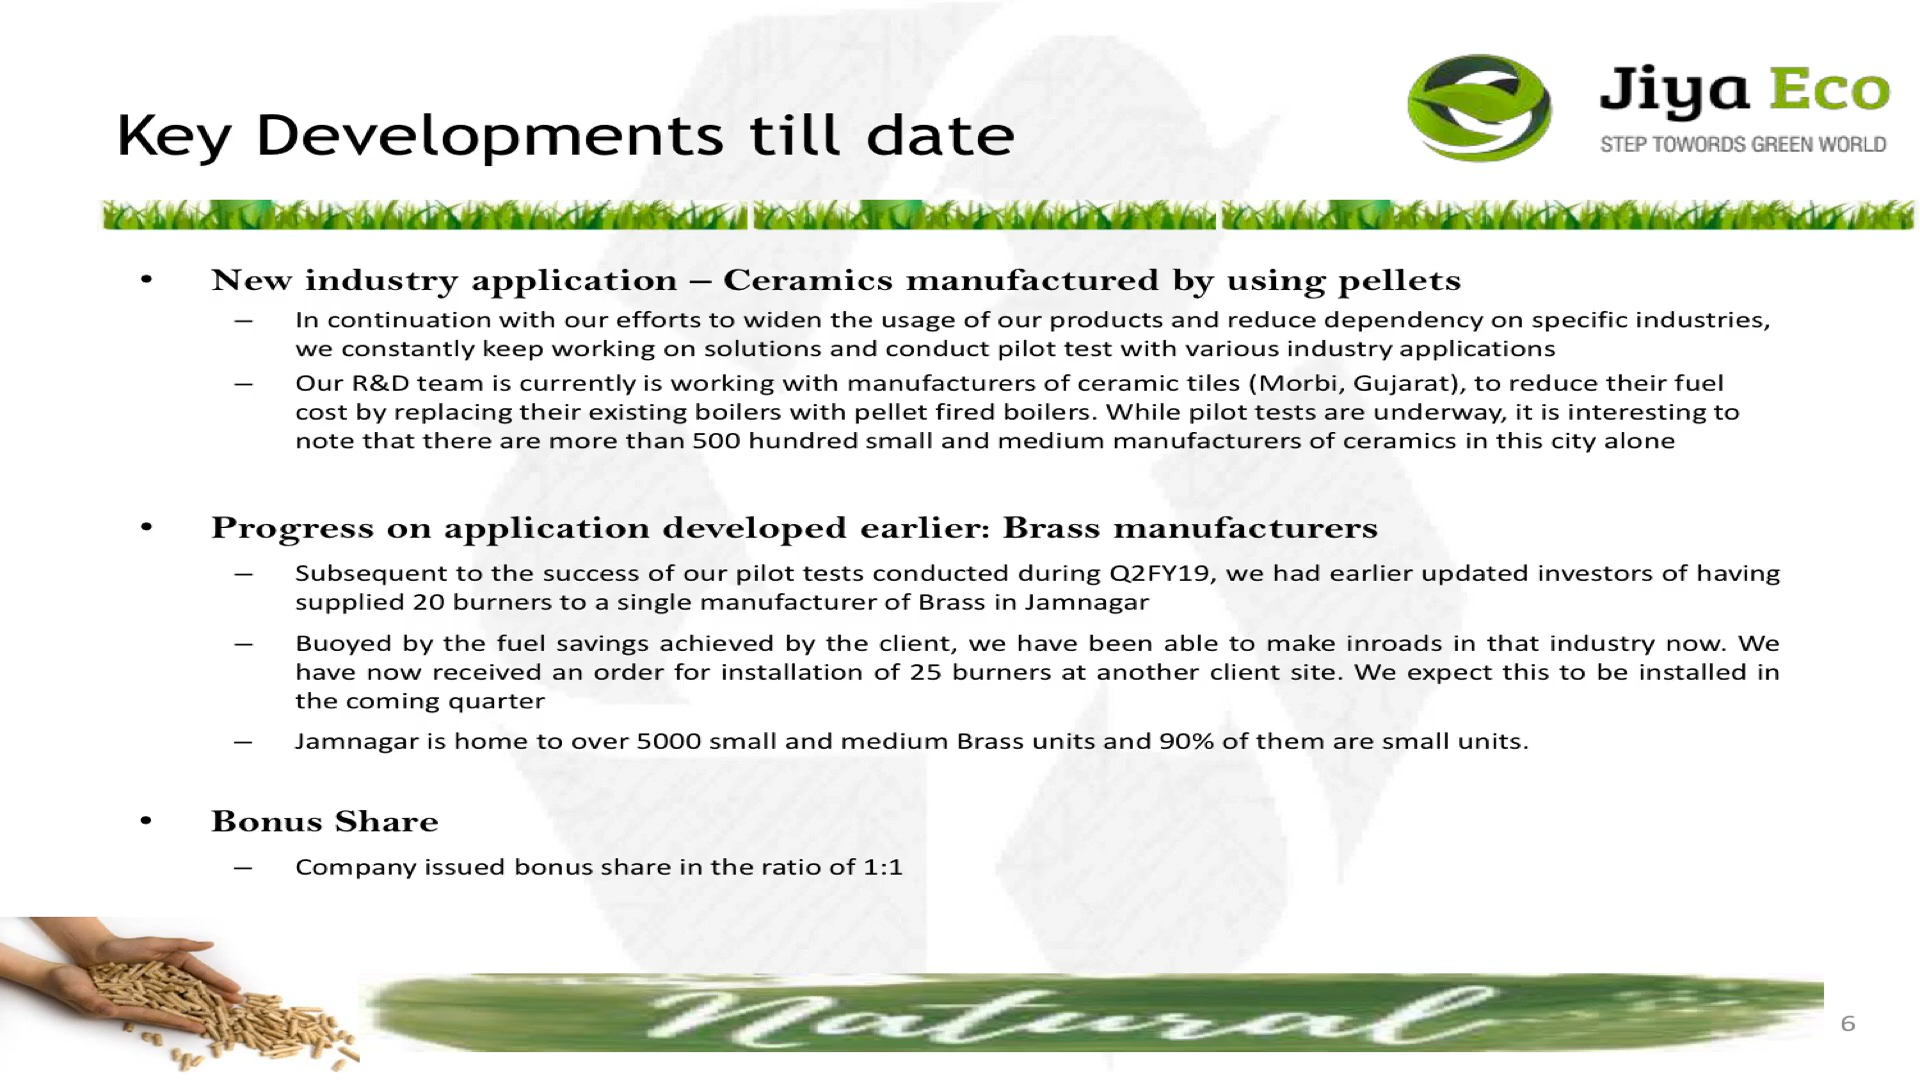 Key Developments till date
Jiya Eco
STEP TOWORDS GREEN WORLD
• New industry application – Ceramics manufactured by using pellets
– In continuation with our efforts to widen the usage of our products and reduce dependency on specific industries,
we constantly keep working on solutions and conduct pilot test with various industry applications
– Our R&D team is currently is working with manufacturers of ceramic tiles (Morbi, Gujarat), to reduce their fuel
cost by replacing their existing boilers with pellet fired boilers. While pilot tests are underway, it is interesting to
note that there are more than 500 hundred small and medium manufacturers of ceramics in this city alone
• Progress on application developed earlier: Brass manufacturers
– Subsequent to the success of our pilot tests conducted during Q2FY19, we had earlier updated investors of having
supplied 20 burners to a single manufacturer of Brass in Jamnagar
– Buoyed by the fuel savings achieved by the client, we have been able to make inroads in that industry now. We
have now received an order for installation of 25 burners at another client site. We expect this to be installed in
the coming quarter
– Jamnagar is home to over 5000 small and medium Brass units and 90% of them are small units.
• Bonus Share
– Company issued bonus share in the ratio of 1:1
Natural
6